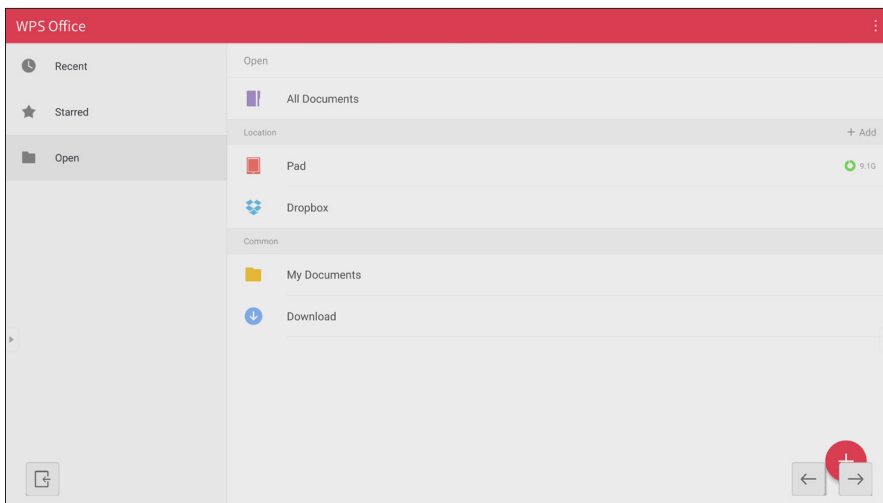 WPS Office
Recent
Starred
Open
Open
All Documents
Location
+ Add
Pad
9.1G
Dropbox
Common
My Documents
Download